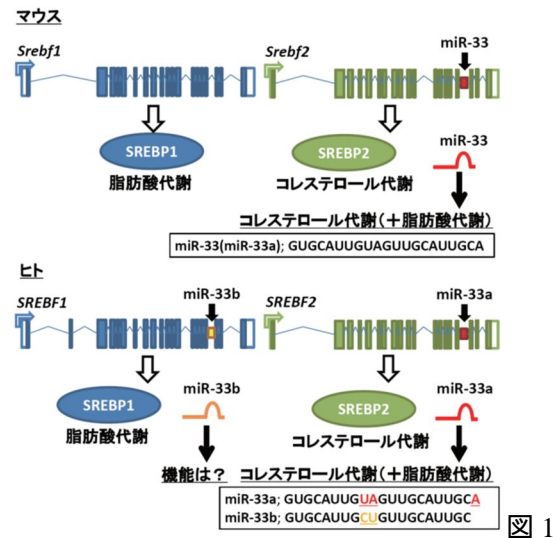 マウス
Srebf1
Srebf2
miR-33
SREBP1
脂肪酸代謝
SREBP2
コレステロール代謝
miR-33
コレステロール代謝(+脂肪酸代謝)
miR-33(miR-33a); GUGCAUUGUAGUUGCAUUGCA
ヒト
SREBF1
miR-33b
SREBF2
miR-33a
SREBP1
脂肪酸代謝
miR-33b
SREBP2
コレステロール代謝
miR-33a
機能は?
コレステロール代謝(+脂肪酸代謝)
miR-33a; GUGCAUUGUAGUUGCAUUGCA
miR-33b; GUGCAUUGCUGUUGCAUUGC
図 1